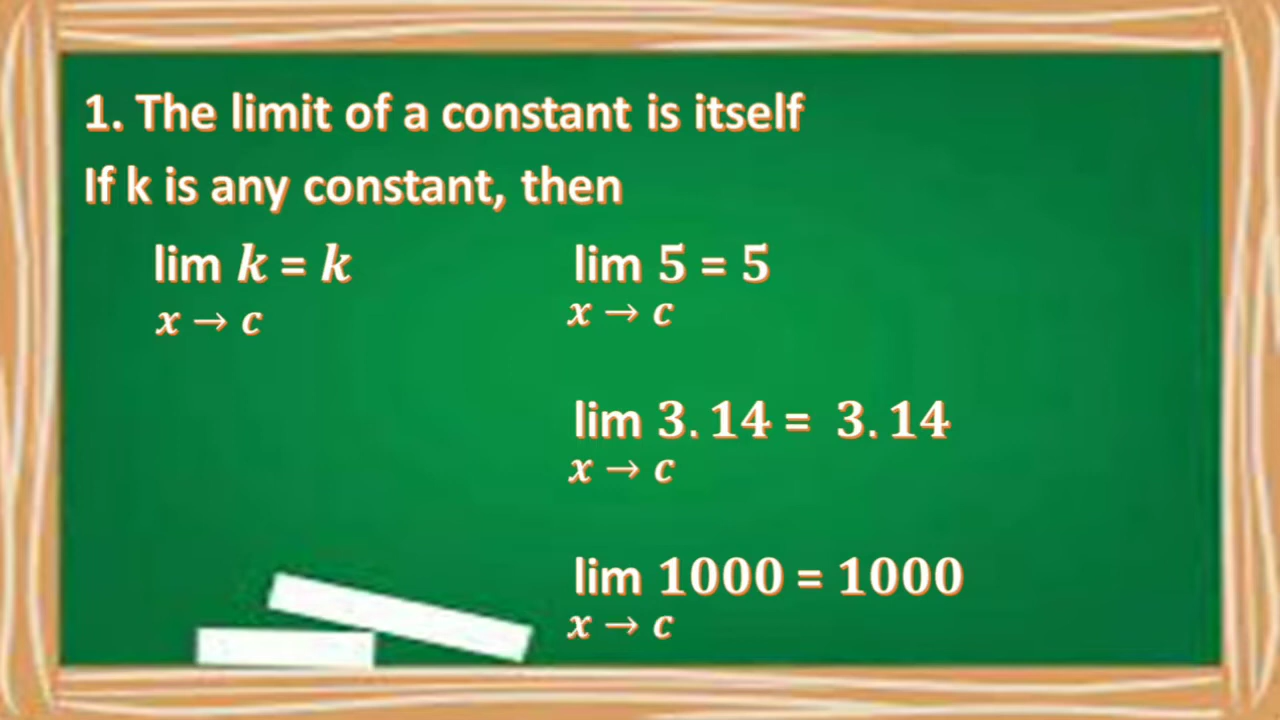 1. The limit of a constant is itself
If k is any constant, then
lim k = k
x → c
lim 5 = 5
x → c
lim 3.14 = 3.14
x → c
lim 1000 = 1000
x → c